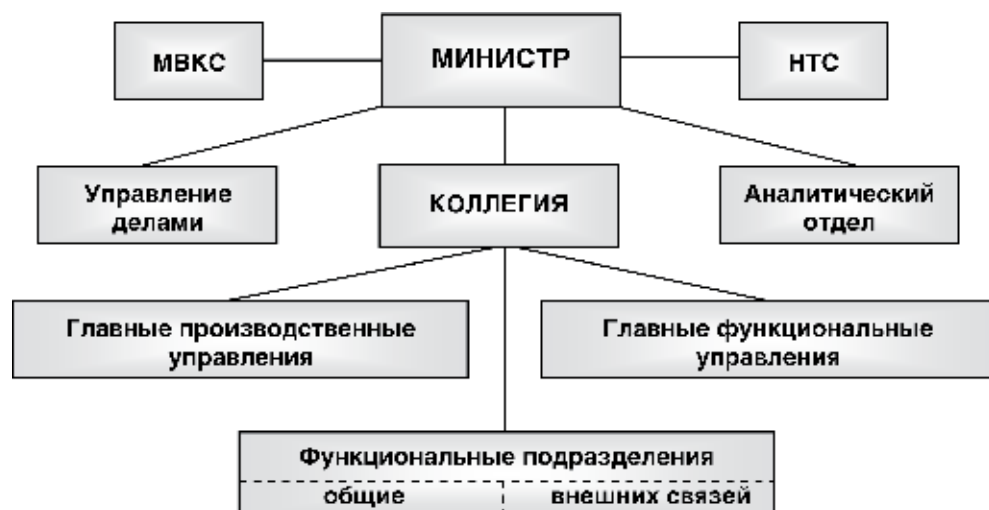 МВКС
МИНИСТР
НТС
Управление
делами
КОЛЛЕГИЯ
Аналитический
отдел
Главные производственные
управления
Главные функциональные
управления
Функциональные подразделения
общие
внешних связей